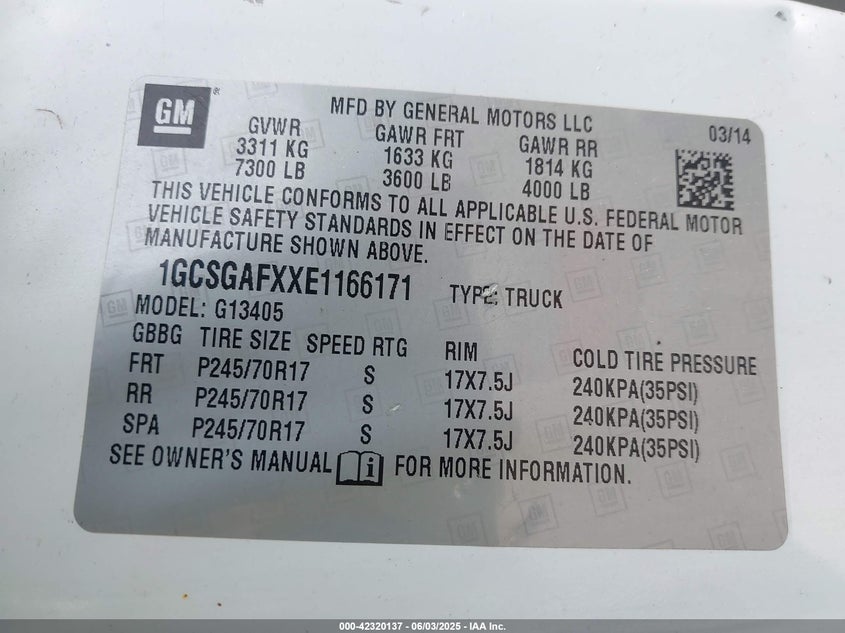 GM
MFD BY GENERAL MOTORS LLC
03/14
GVWR GAWR FRT GAWR RR
3311 KG 1633 KG 1814 KG
7300 LB 3600 LB 4000 LB
THIS VEHICLE CONFORMS TO ALL APPLICABLE U.S. FEDERAL MOTOR
VEHICLE SAFETY STANDARDS IN EFFECT ON THE DATE OF
MANUFACTURE SHOWN ABOVE.
1GCSGAFXXE1166171 TYPE: TRUCK
MODEL: G13405
GBBG TIRE SIZE SPEED RTG RIM COLD TIRE PRESSURE
FRT P245/70R17 S 17X7.5J 240KPA(35PSI)
RR P245/70R17 S 17X7.5J 240KPA(35PSI)
SPA P245/70R17 S 17X7.5J 240KPA(35PSI)
SEE OWNER'S MANUAL i FOR MORE INFORMATION.
000-42320137 - 06/03/2025 - IAA Inc.